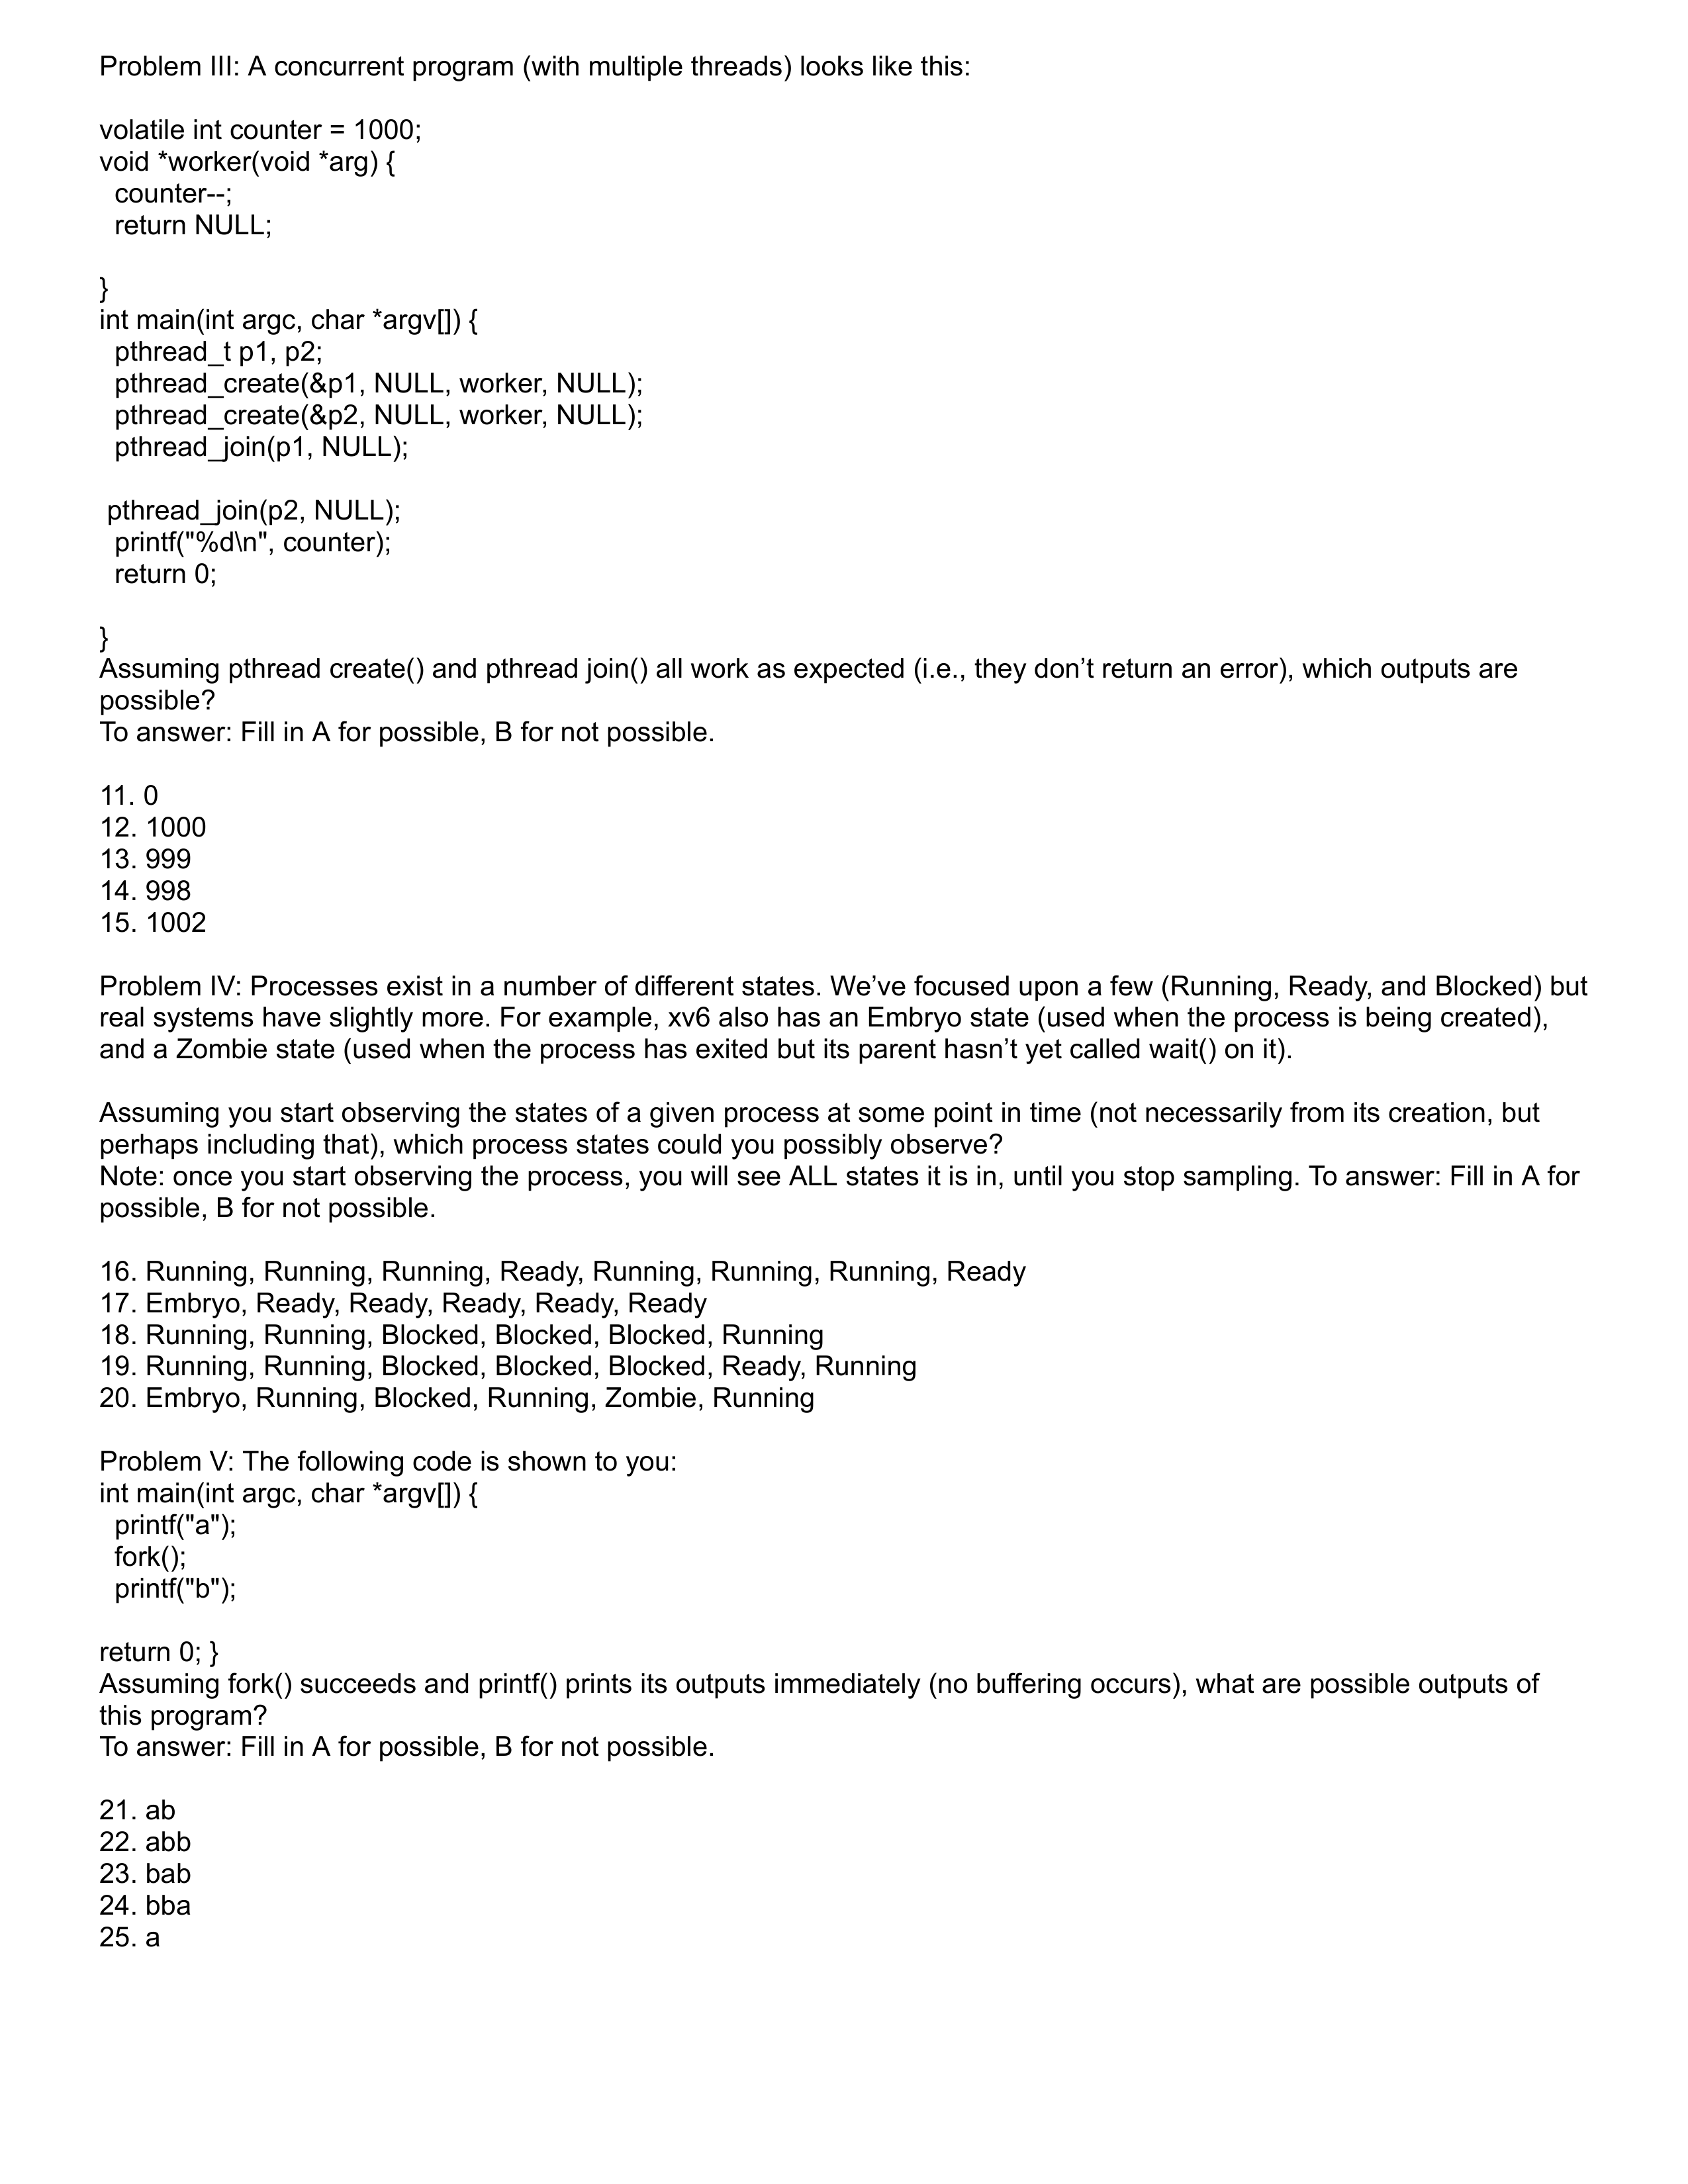 Problem III: A concurrent program (with multiple threads) looks like this:
volatile int counter = 1000;
void *worker(void *arg) {
counter--;
return NULL;
}
int main(int argc, char *argv[]) {
pthread_t p1, p2;
pthread_create(&p1, NULL, worker, NULL);
pthread_create(&p2, NULL, worker, NULL);
pthread_join(p1, NULL);
pthread_join(p2, NULL);
printf("%d\n", counter);
return 0;
}
Assuming pthread create() and pthread join() all work as expected (i.e., they don’t return an error), which outputs are
possible?
To answer: Fill in A for possible, B for not possible.
11. 0
12. 1000
13. 999
14. 998
15. 1002
Problem IV: Processes exist in a number of different states. We’ve focused upon a few (Running, Ready, and Blocked) but
real systems have slightly more. For example, xv6 also has an Embryo state (used when the process is being created),
and a Zombie state (used when the process has exited but its parent hasn’t yet called wait() on it).
Assuming you start observing the states of a given process at some point in time (not necessarily from its creation, but
perhaps including that), which process states could you possibly observe?
Note: once you start observing the process, you will see ALL states it is in, until you stop sampling. To answer: Fill in A for
possible, B for not possible.
16. Running, Running, Running, Ready, Running, Running, Running, Ready
17. Embryo, Ready, Ready, Ready, Ready, Ready
18. Running, Running, Blocked, Blocked, Blocked, Running
19. Running, Running, Blocked, Blocked, Blocked, Ready, Running
20. Embryo, Running, Blocked, Running, Zombie, Running
Problem V: The following code is shown to you:
int main(int argc, char *argv[]) {
printf("a");
fork();
printf("b");
return 0; }
Assuming fork() succeeds and printf() prints its outputs immediately (no buffering occurs), what are possible outputs of
this program?
To answer: Fill in A for possible, B for not possible.
21. ab
22. abb
23. bab
24. bba
25. a